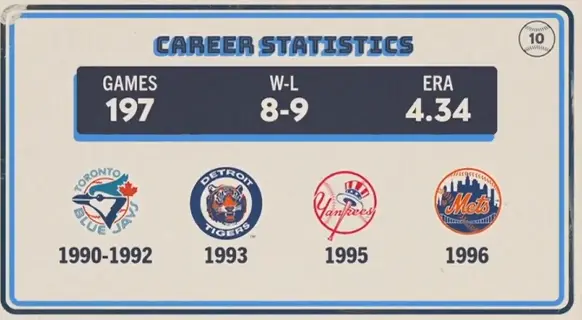 CAREER STATISTICS
10
GAMES W-L ERA
197 8-9 4.34
TORONTO BLUE JAYS
DETROIT TIGERS
Yankees
Mets
1990-1992 1993 1995 1996